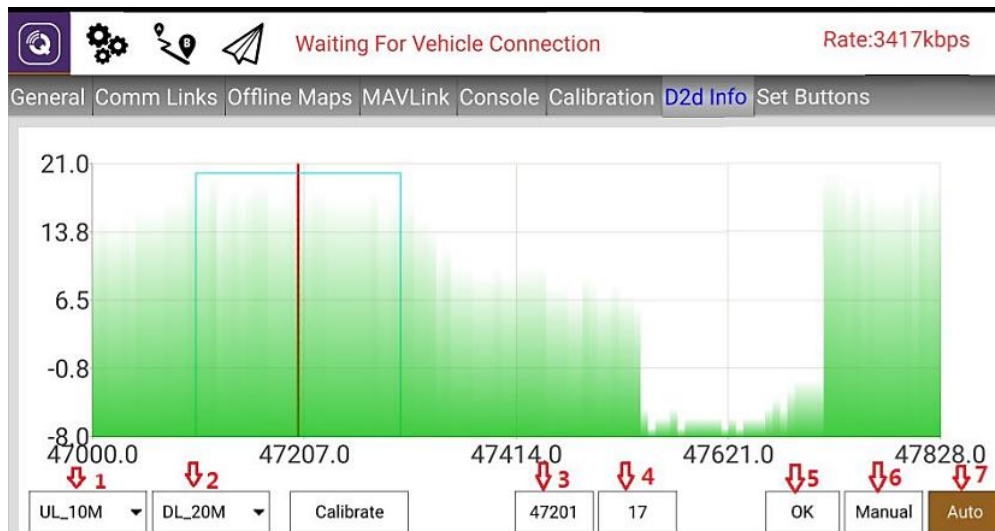 Waiting For Vehicle Connection Rate:3417kbps
General Comm Links Offline Maps MAVLink Console Calibration D2d Info Set Buttons
21.0
13.8
6.5
-0.8
-8.0
47000.0 47207.0 47414.0 47621.0 47828.0
1 2 3 4 5 6 7
UL_10M DL_20M Calibrate 47201 17 OK Manual Auto